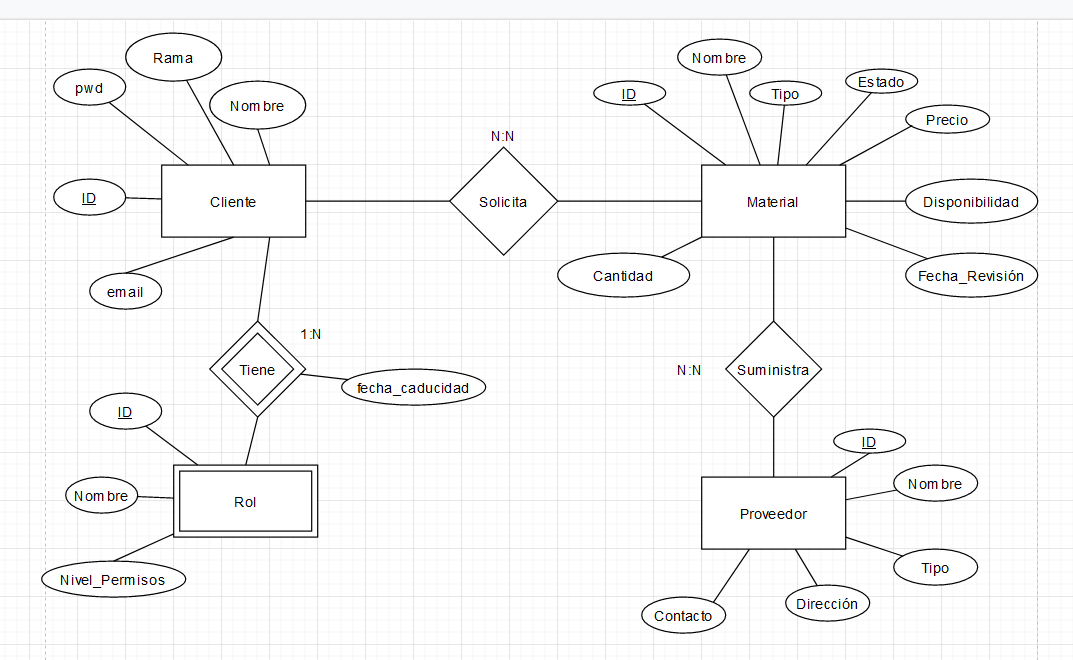 Rama
pwd
Nombre
ID
Cliente
email
N:N
Solicita
Nombre
ID
Tipo
Estado
Precio
Material
Disponibilidad
Cantidad
Fecha_Revisión
1:N
Tiene
fecha_caducidad
N:N
Suministra
ID
Nombre
Rol
Nivel_Permisos
ID
Nombre
Proveedor
Tipo
Dirección
Contacto